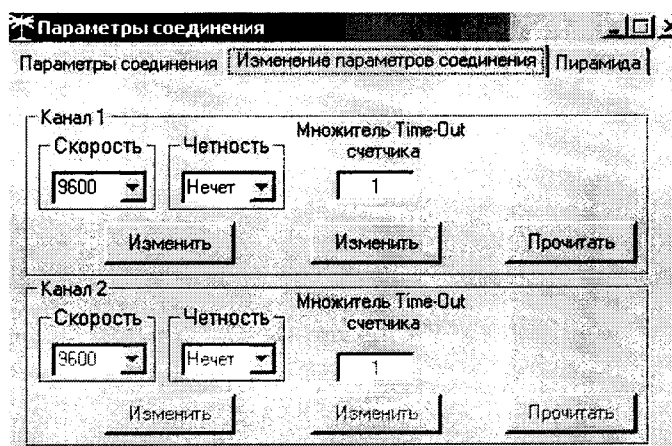 Параметры соединения
Параметры соединения Изменение параметров соединения Пирамида
Канал 1
Скорость Четность Множитель Time-Out счетчика
9600 Нечет 1
Изменить Изменить Прочитать
Канал 2
Скорость Четность Множитель Time-Out счетчика
9600 Нечет 1
Изменить Изменить Прочитать